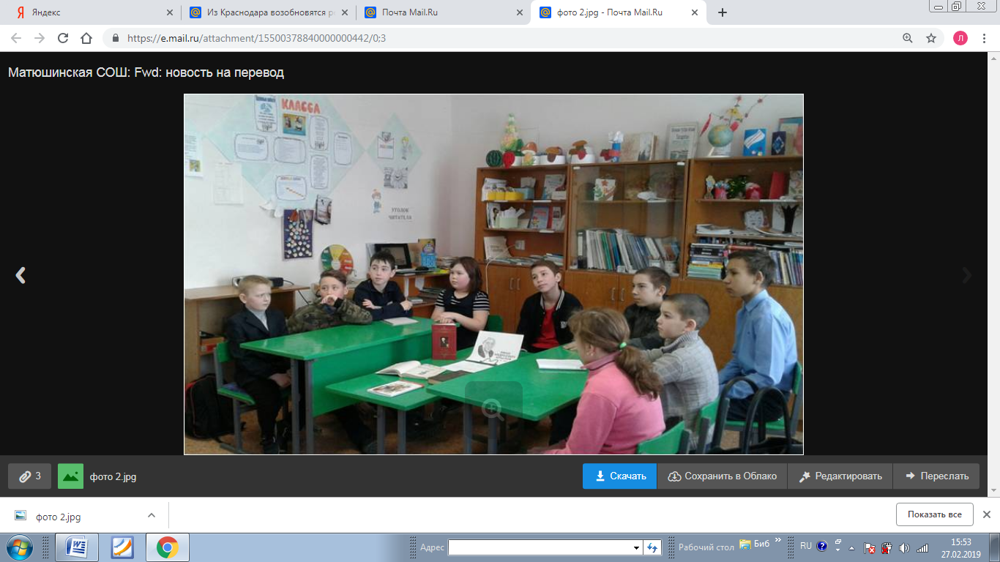 Яндекс
Из Краснодара возобновятся р
Почта Mail.Ru
фото 2.jpg - Почта Mail.Ru
https://e.mail.ru/attachment/15500378840000000442/0;3
Л
Матюшинская СОШ: Fwd: новость на перевод
КЛАССА
УГОЛОК
ЧИТАТЕЛЯ
3
фото 2.jpg
Скачать
Сохранить в Облако
Редактировать
Переслать
фото 2.jpg
Показать все
Адрес
Рабочий стол
Биб
RU
15:53
27.02.2019